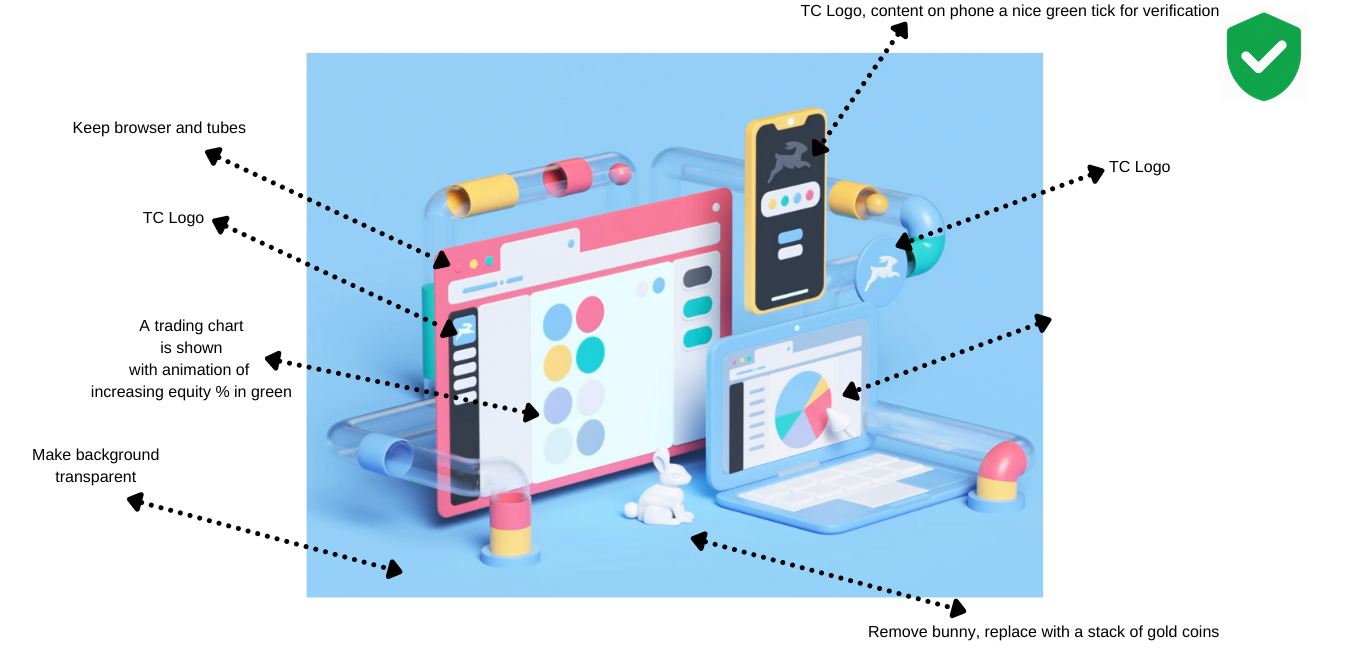 TC Logo, content on phone a nice green tick for verification
Keep browser and tubes
TC Logo
TC Logo
A trading chart
is shown
with animation of
increasing equity % in green
Make background
transparent
Remove bunny, replace with a stack of gold coins